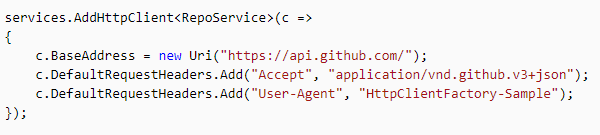 services.AddHttpClient<RepoService>(c =>
{
    c.BaseAddress = new Uri("https://api.github.com/");
    c.DefaultRequestHeaders.Add("Accept", "application/vnd.github.v3+json");
    c.DefaultRequestHeaders.Add("User-Agent", "HttpClientFactory-Sample");
});